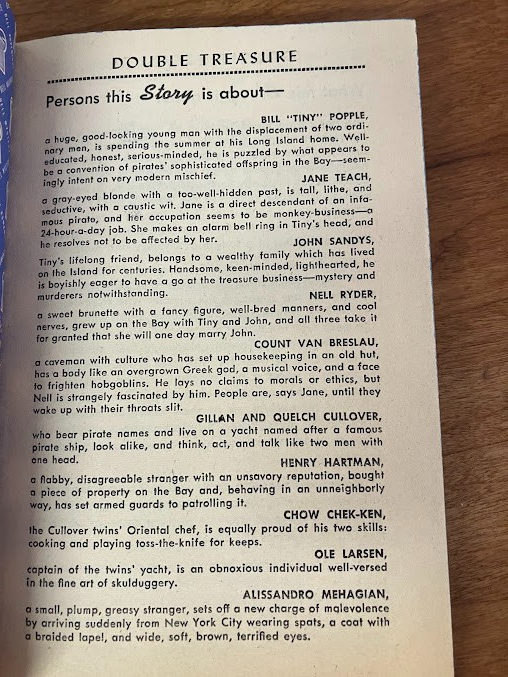 DOUBLE TREASURE
Persons this Story is about—
BILL "TINY" POPPLE,
a huge, good-looking young man with the displacement of two ordi-
nary men, is spending the summer at his Long Island home. Well-
educated, honest, serious-minded, he is puzzled by what appears to
be a convention of pirates' sophisticated offspring in the Bay—seem-
ingly intent on very modern mischief.
JANE TEACH,
a gray-eyed blonde with a too-well-hidden past, is tall, lithe, and
seductive, with a caustic wit. Jane is a direct descendant of an infa-
mous pirate, and her occupation seems to be monkey-business—a
24-hour-a-day job. She makes an alarm bell ring in Tiny's head, and
he resolves not to be affected by her.
JOHN SANDYS,
Tiny's lifelong friend, belongs to a wealthy family which has lived
on the Island for centuries. Handsome, keen-minded, lighthearted, he
is boyishly eager to have a go at the treasure business—mystery and
murderers notwithstanding.
NELL RYDER,
a sweet brunette with a fancy figure, well-bred manners, and cool
nerves, grew up on the Bay with Tiny and John, and all three take it
for granted that she will one day marry John.
COUNT VAN BRESLAU,
a caveman with culture who has set up housekeeping in an old hut,
has a body like an overgrown Greek god, a musical voice, and a face
to frighten hobgoblins. He lays no claims to morals or ethics, but
Nell is strangely fascinated by him. People are, says Jane, until they
wake up with their throats slit.
GILLAN AND QUELCH CULLOVER,
who bear pirate names and live on a yacht named after a famous
pirate ship, look alike, and think, act, and talk like two men with
one head.
HENRY HARTMAN,
a flabby, disagreeable stranger with an unsavory reputation, bought
a piece of property on the Bay and, behaving in an unneighborly
way, has set armed guards to patrolling it.
CHOW CHEK-KEN,
the Cullover twins' Oriental chef, is equally proud of his two skills:
cooking and playing toss-the-knife for keeps.
OLE LARSEN,
captain of the twins' yacht, is an obnoxious individual well-versed
in the fine art of skulduggery.
ALISSANDRO MEHAGIAN,
a small, plump, greasy stranger, sets off a new charge of malevolence
by arriving suddenly from New York City wearing spats, a coat with
a braided lapel, and wide, soft, brown, terrified eyes.